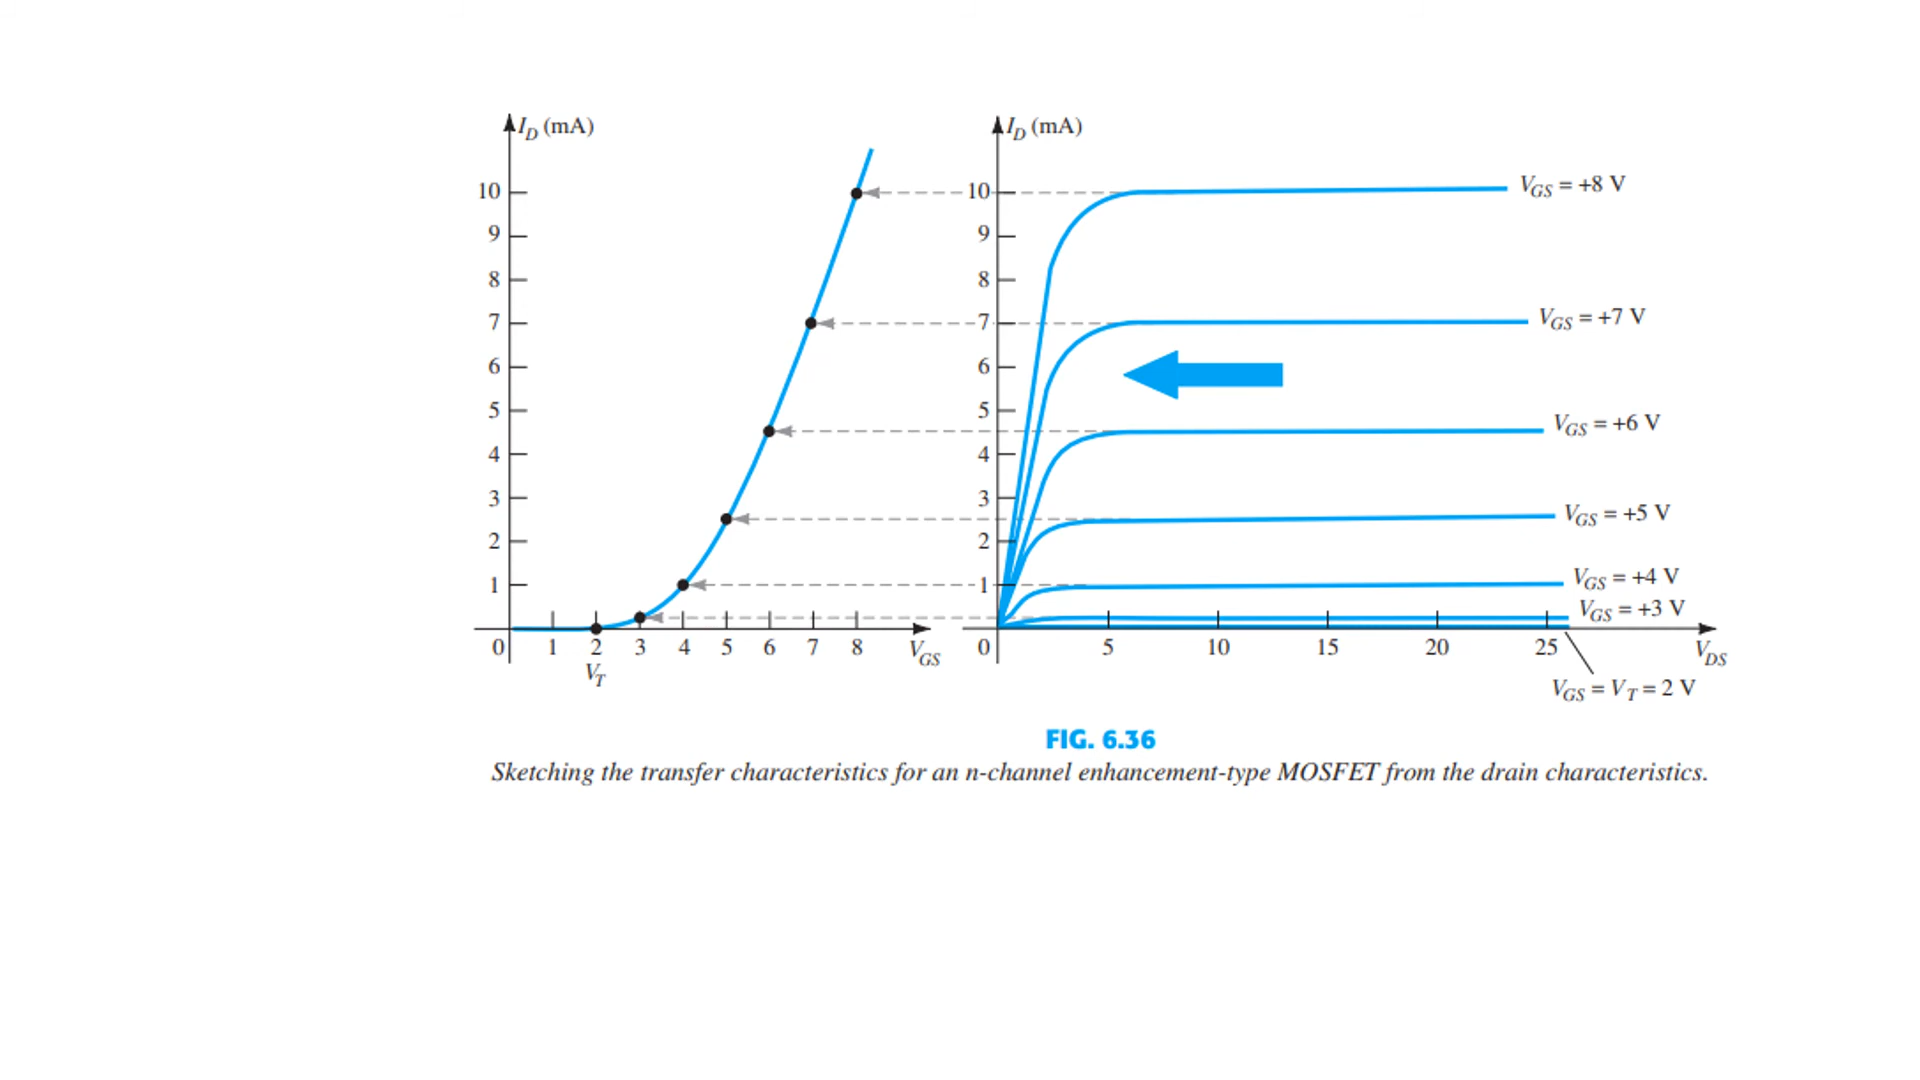 I_D (mA)
10
9
8
7
6
5
4
3
2
1
0 1 2 3 4 5 6 7 8 V_GS
V_T
I_D (mA)
10
9
8
7
6
5
4
3
2
1
0 5 10 15 20 25 V_DS
V_GS = +8 V
V_GS = +7 V
V_GS = +6 V
V_GS = +5 V
V_GS = +4 V
V_GS = +3 V
V_GS = V_T = 2 V
FIG. 6.36
Sketching the transfer characteristics for an n-channel enhancement-type MOSFET from the drain characteristics.